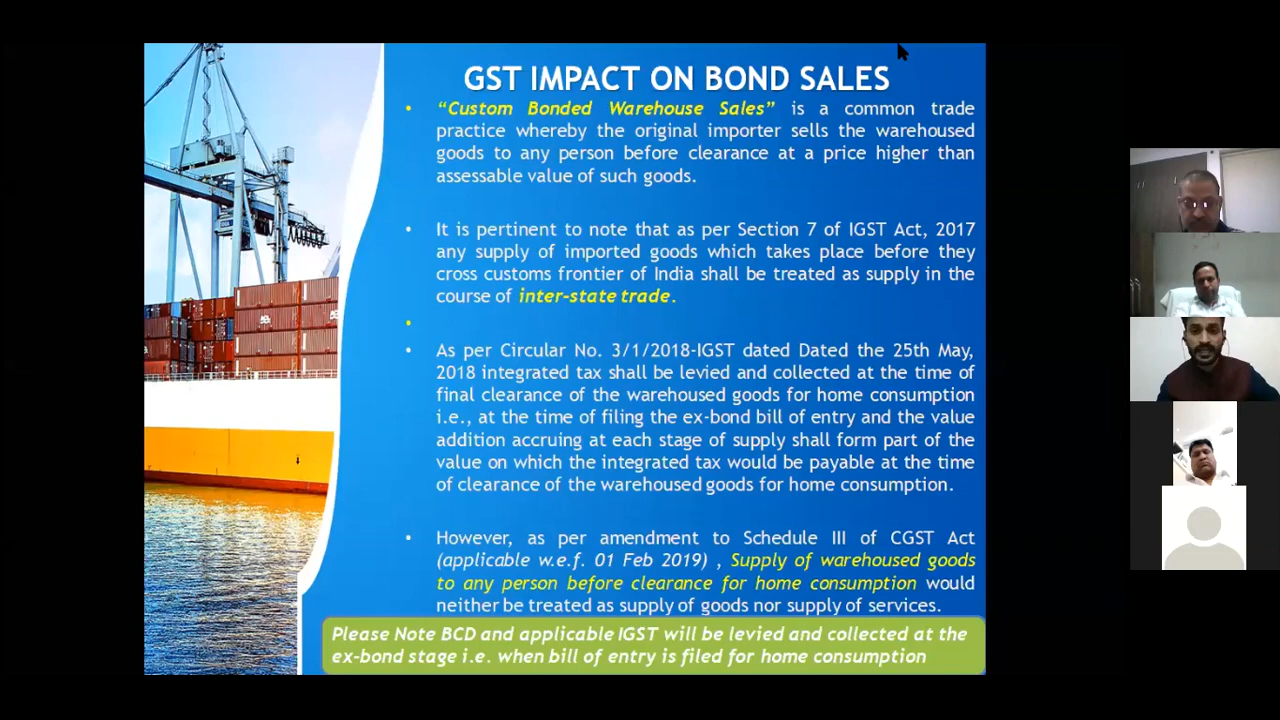 GST IMPACT ON BOND SALES
• “Custom Bonded Warehouse Sales” is a common trade
practice whereby the original importer sells the warehoused
goods to any person before clearance at a price higher than
assessable value of such goods.
• It is pertinent to note that as per Section 7 of IGST Act, 2017
any supply of imported goods which takes place before they
cross customs frontier of India shall be treated as supply in the
course of inter-state trade.
•
• As per Circular No. 3/1/2018-IGST dated Dated the 25th May,
2018 integrated tax shall be levied and collected at the time of
final clearance of the warehoused goods for home consumption
i.e., at the time of filing the ex-bond bill of entry and the value
addition accruing at each stage of supply shall form part of the
value on which the integrated tax would be payable at the time
of clearance of the warehoused goods for home consumption.
• However, as per amendment to Schedule III of CGST Act
(applicable w.e.f. 01 Feb 2019) , Supply of warehoused goods
to any person before clearance for home consumption would
neither be treated as supply of goods nor supply of services.
Please Note BCD and applicable IGST will be levied and collected at the
ex-bond stage i.e. when bill of entry is filed for home consumption